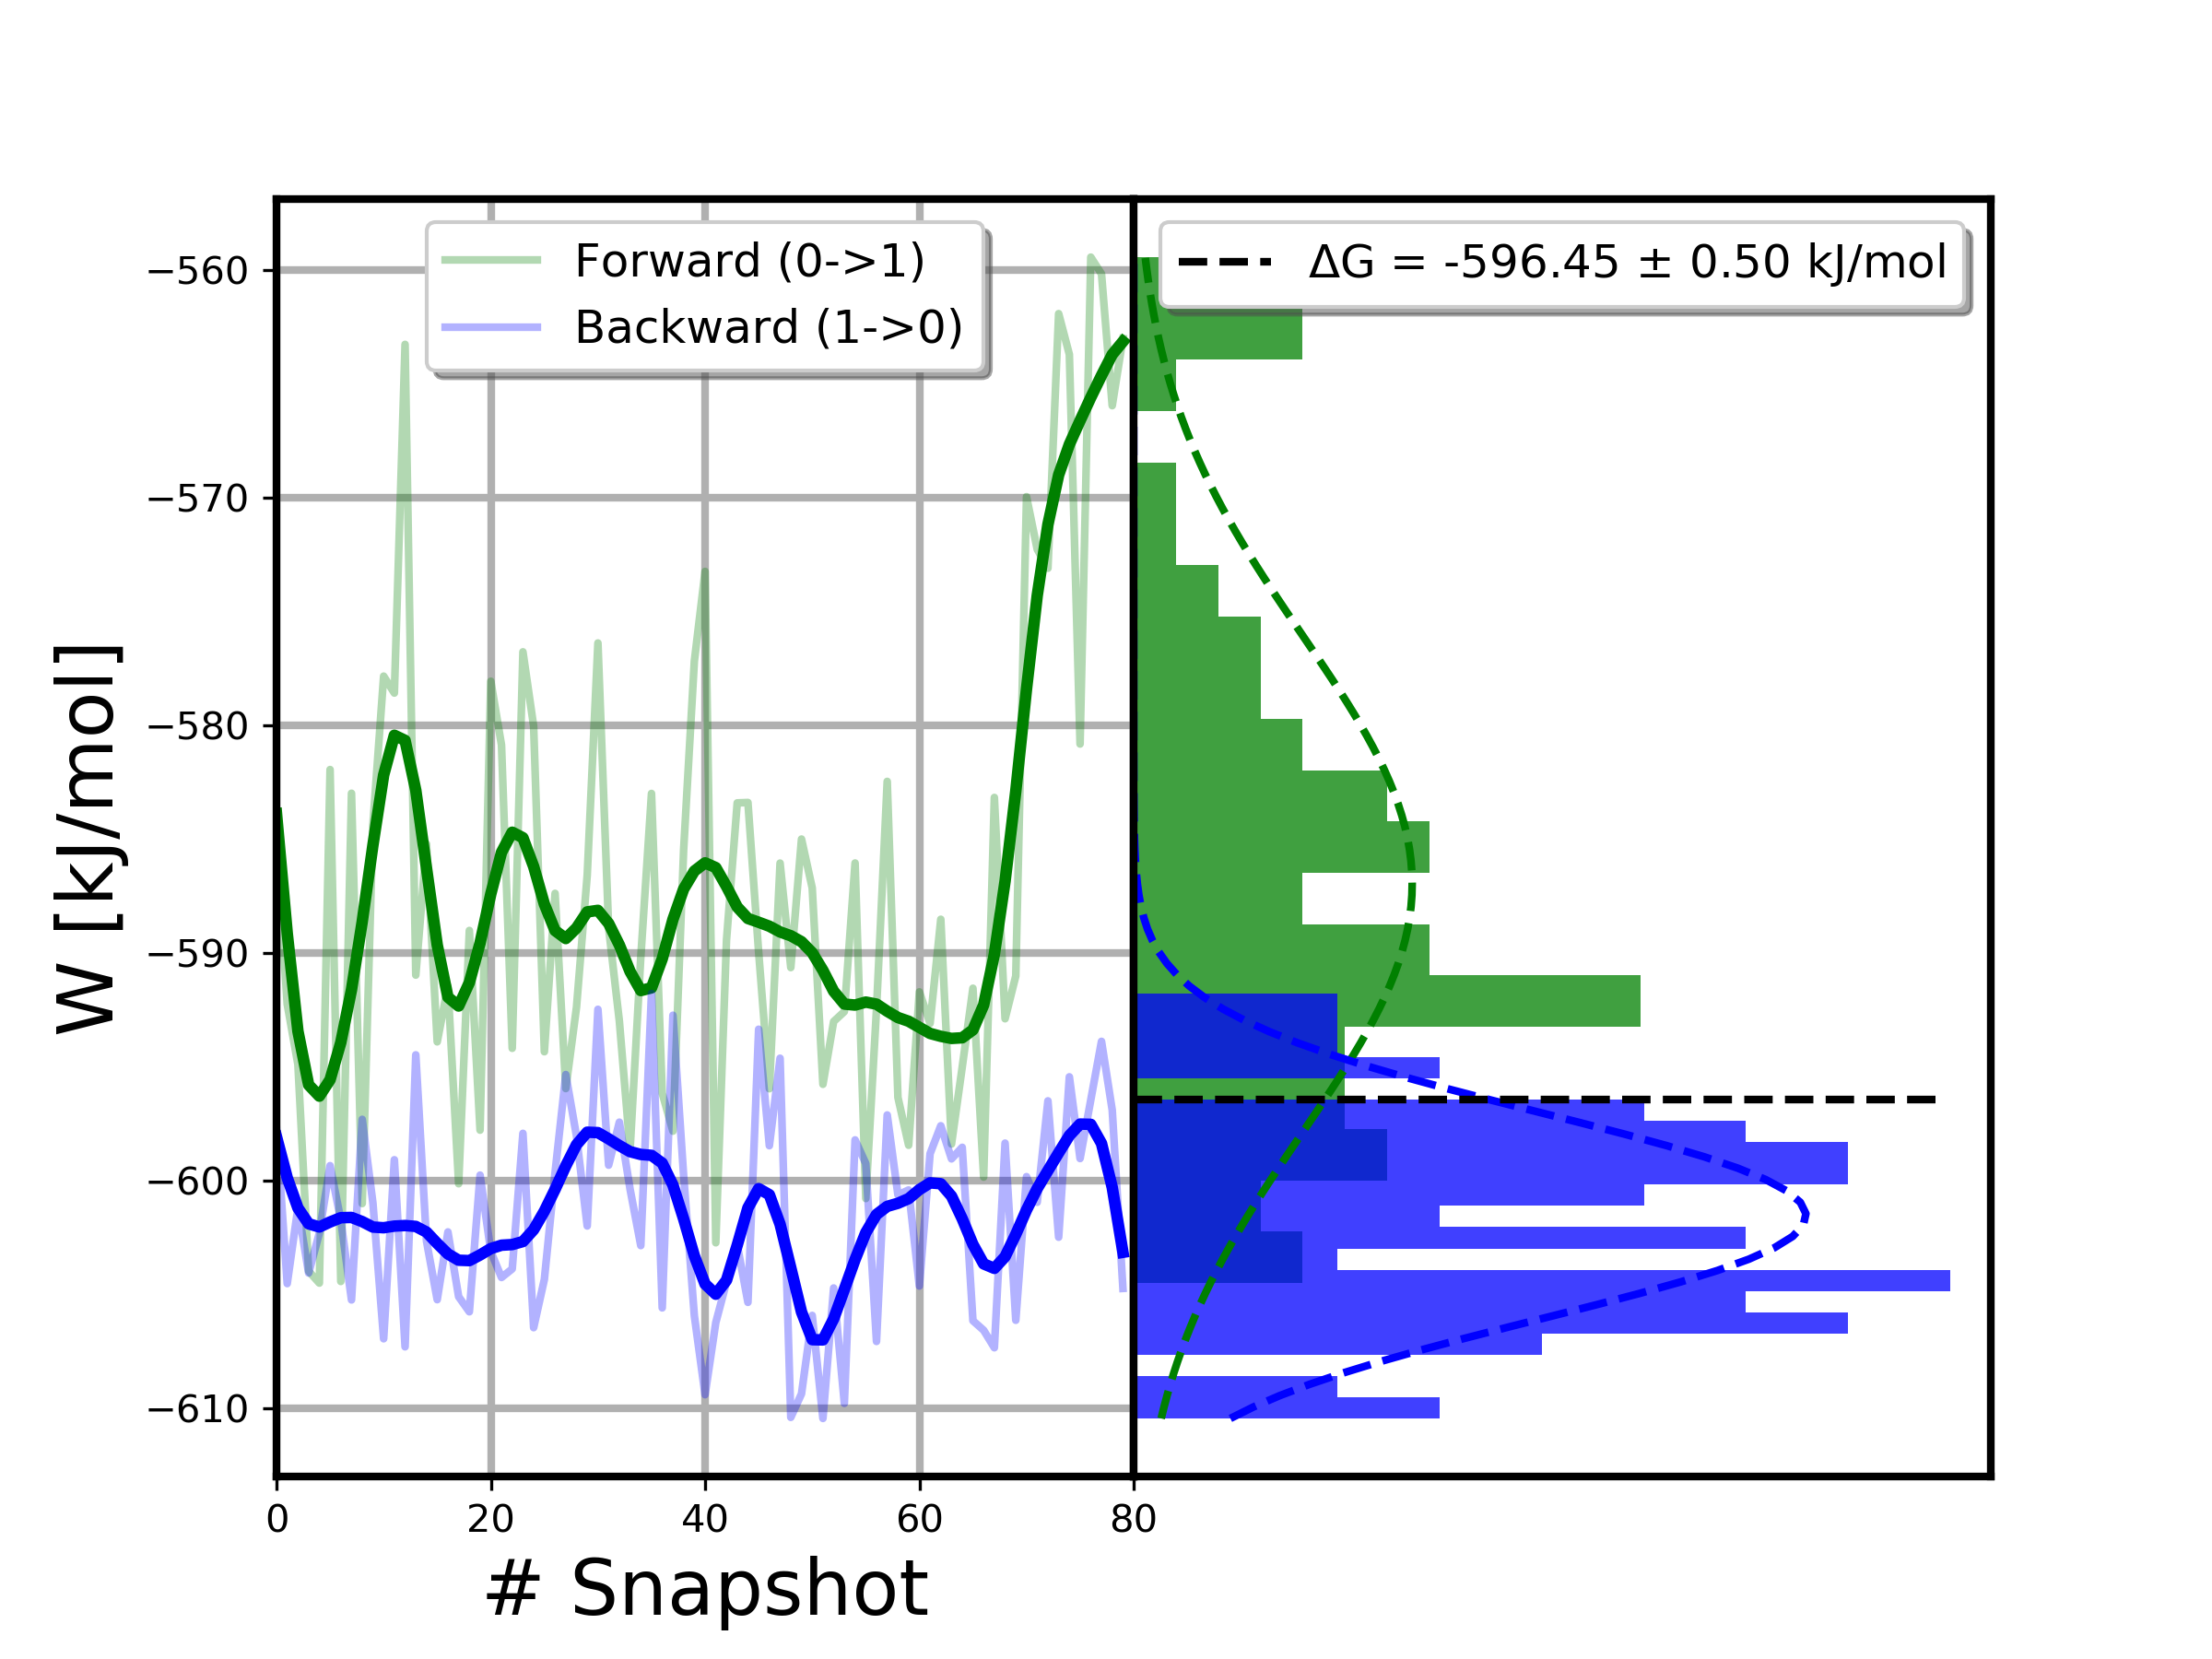 Forward (0->1)
Backward (1->0)
ΔG = -596.45 ± 0.50 kJ/mol
−560
−570
−580
−590
−600
−610
W [kJ/mol]
0 20 40 60 80
# Snapshot